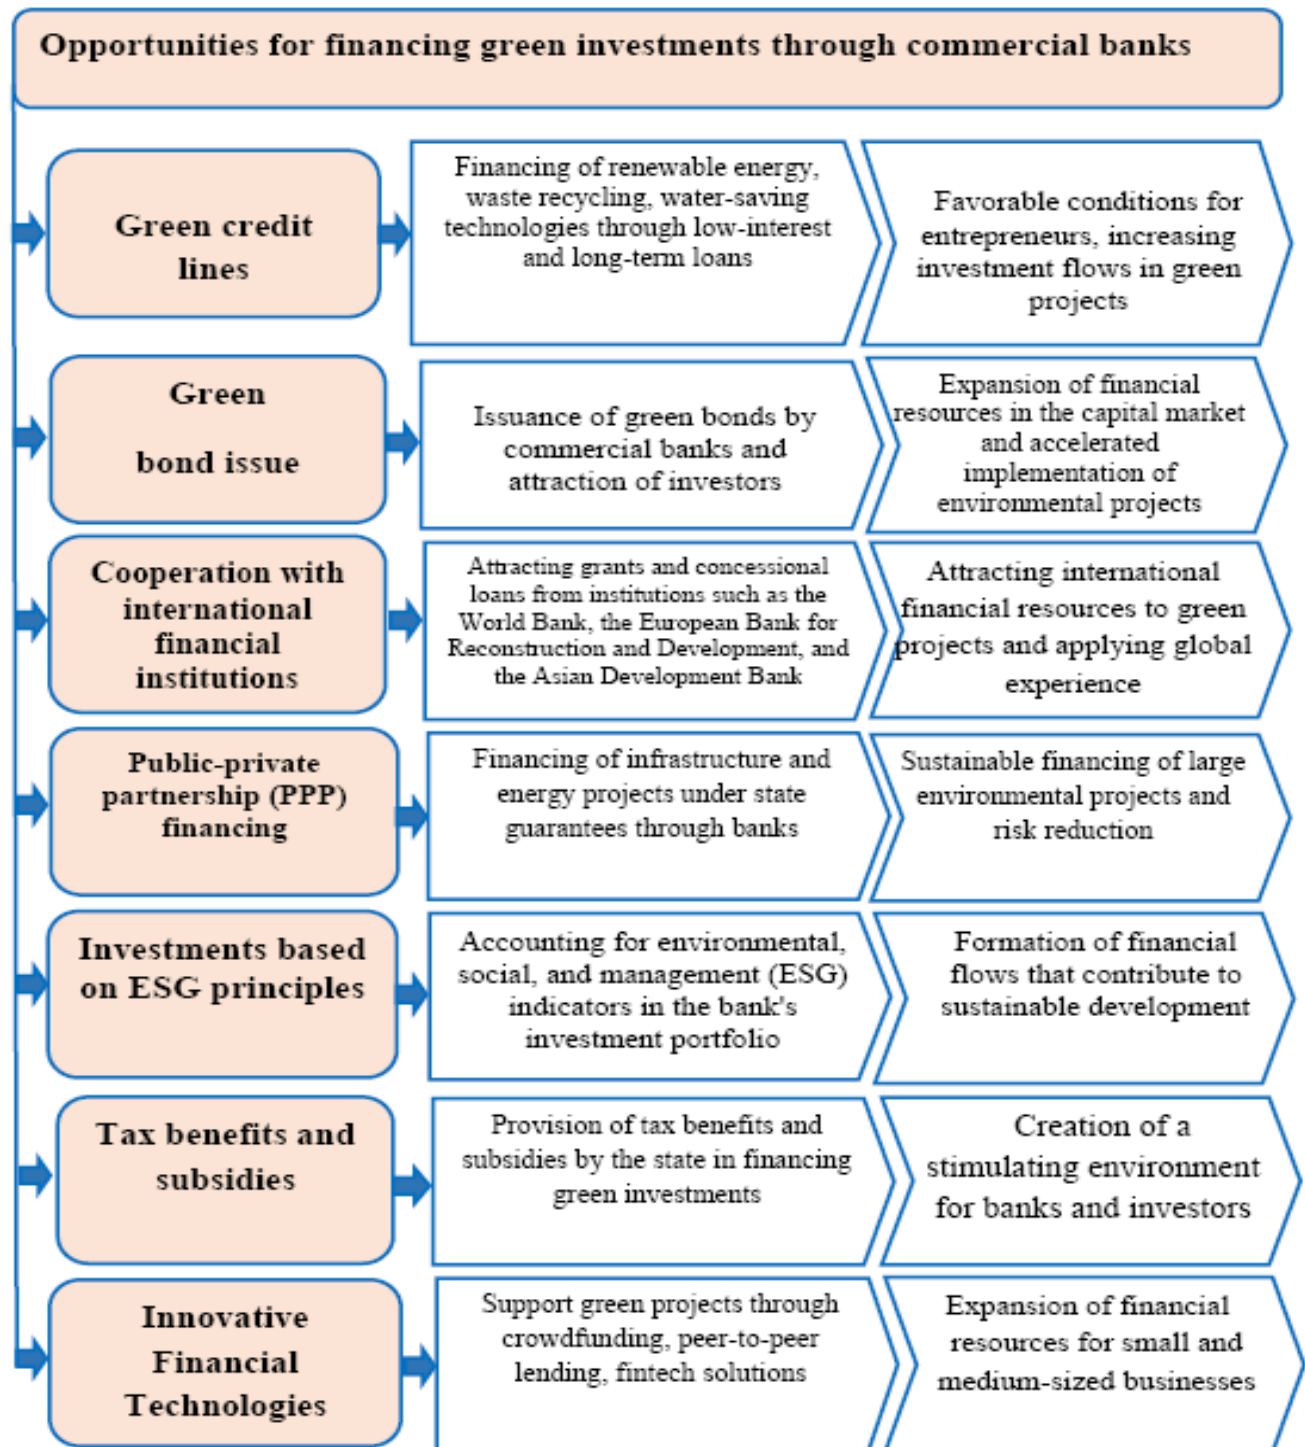 Opportunities for financing green investments through commercial banks
Green credit
lines
Financing of renewable energy,
waste recycling, water-saving
technologies through low-interest
and long-term loans
Favorable conditions for
entrepreneurs, increasing
investment flows in green
projects
Green
bond issue
Issuance of green bonds by
commercial banks and
attraction of investors
Expansion of financial
resources in the capital market
and accelerated
implementation of
environmental projects
Cooperation with
international
financial
institutions
Attracting grants and concessional
loans from institutions such as the
World Bank, the European Bank for
Reconstruction and Development, and
the Asian Development Bank
Attracting international
financial resources to green
projects and applying global
experience
Public-private
partnership (PPP)
financing
Financing of infrastructure and
energy projects under state
guarantees through banks
Sustainable financing of large
environmental projects and
risk reduction
Investments based
on ESG principles
Accounting for environmental,
social, and management (ESG)
indicators in the bank's
investment portfolio
Formation of financial
flows that contribute to
sustainable development
Tax benefits and
subsidies
Provision of tax benefits and
subsidies by the state in financing
green investments
Creation of a
stimulating environment
for banks and investors
Innovative
Financial
Technologies
Support green projects through
crowdfunding, peer-to-peer
lending, fintech solutions
Expansion of financial
resources for small and
medium-sized businesses